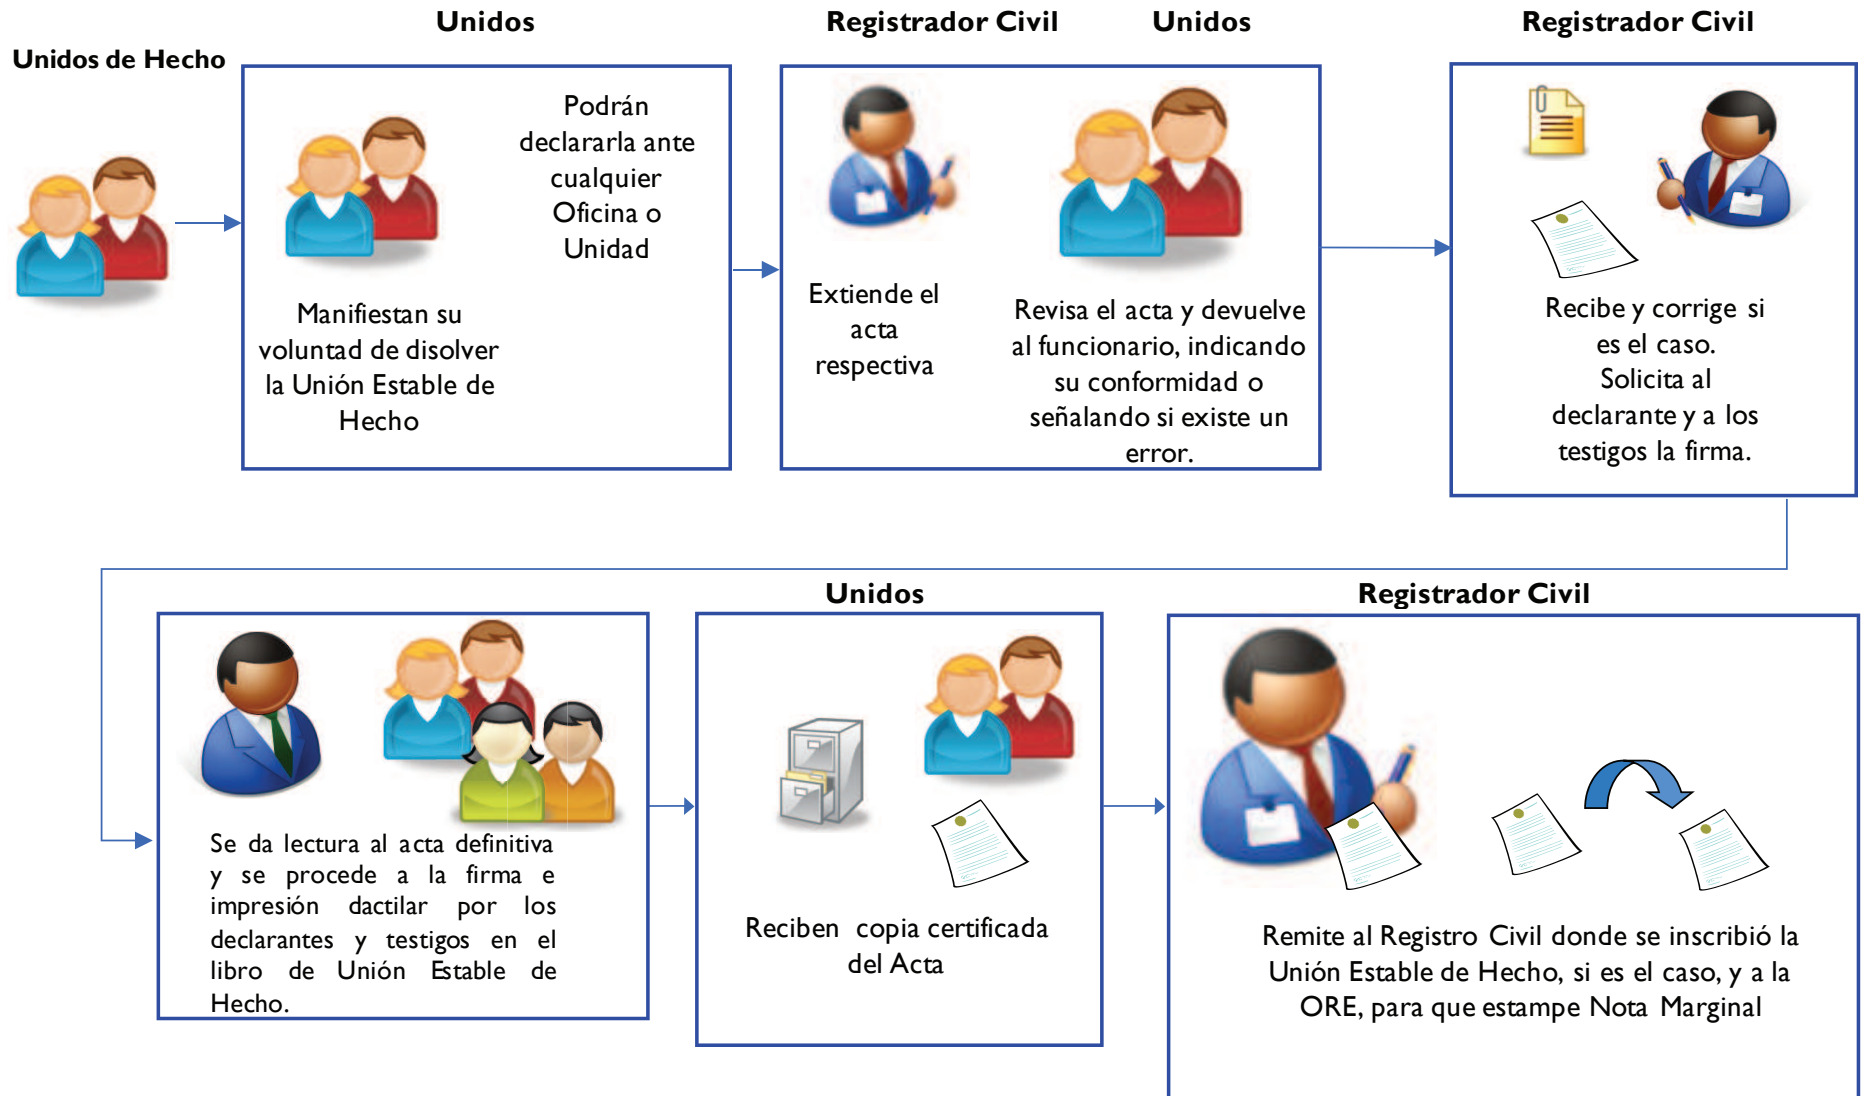 Unidos de Hecho
Unidos
Podrán
declararla ante
cualquier
Oficina o
Unidad
Manifiestan su
voluntad de disolver
la Unión Estable de
Hecho
Registrador Civil
Extiende el
acta
respectiva
Unidos
Revisa el acta y devuelve
al funcionario, indicando
su conformidad o
señalando si existe un
error.
Registrador Civil
Recibe y corrige si
es el caso.
Solicita al
declarante y a los
testigos la firma.
Se da lectura al acta definitiva
y se procede a la firma e
impresión dactilar por los
declarantes y testigos en el
libro de Unión Estable de
Hecho.
Unidos
Reciben copia certificada
del Acta
Registrador Civil
Remite al Registro Civil donde se inscribió la
Unión Estable de Hecho, si es el caso, y a la
ORE, para que estampe Nota Marginal